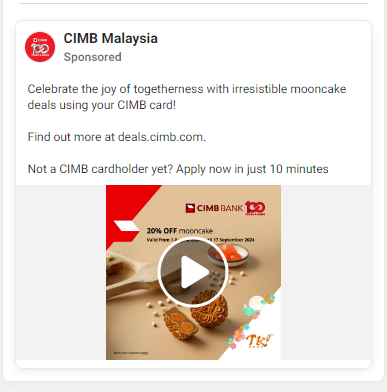 CIMB Malaysia
Sponsored
Celebrate the joy of togetherness with irresistible mooncake
deals using your CIMB card!
Find out more at deals.cimb.com.
Not a CIMB cardholder yet? Apply now in just 10 minutes
CIMB BANK 100
20% OFF mooncake
Valid from 1 17 September 2024